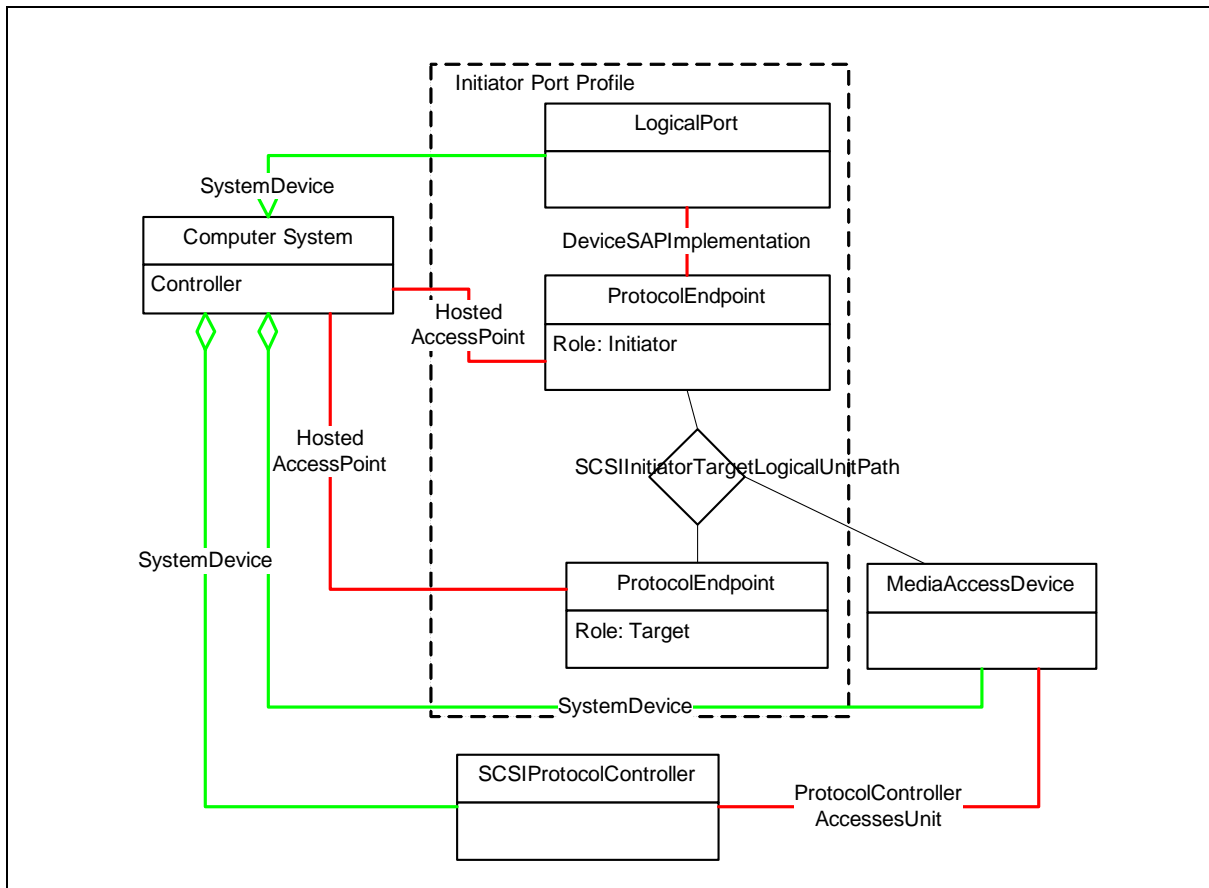 Initiator Port Profile
LogicalPort
SystemDevice
Computer System
Controller
DeviceSAPImplementation
ProtocolEndpoint
Role: Initiator
Hosted
AccessPoint
Hosted
AccessPoint
SCSIInitiatorTargetLogicalUnitPath
SystemDevice
ProtocolEndpoint
Role: Target
MediaAccessDevice
SystemDevice
SCSIProtocolController
ProtocolController
AccessesUnit